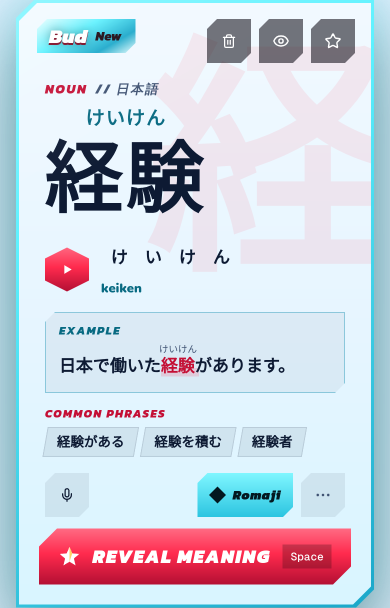 Bud New
NOUN // 日本語
けいけん
経験
け い け ん
keiken
EXAMPLE
けいけん
日本で働いた経験があります。
COMMON PHRASES
経験がある 経験を積む 経験者
Romaji
REVEAL MEANING Space